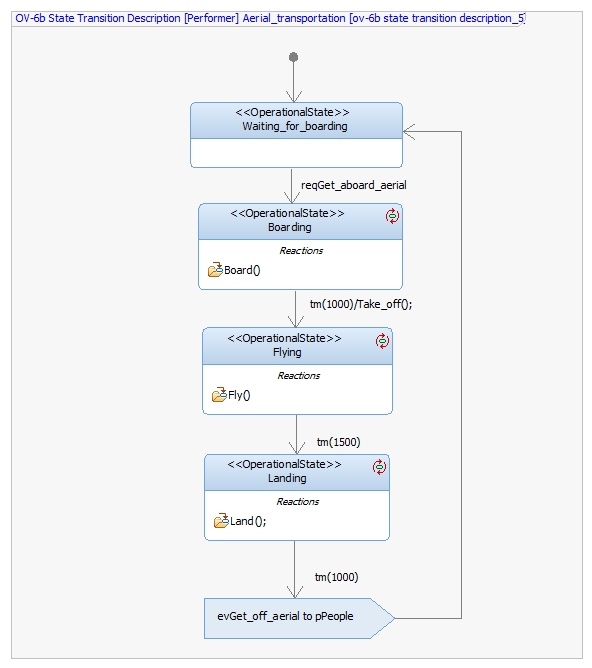 OV-6b State Transition Description [Performer] Aerial_transportation [ov-6b state transition description_5]
<<OperationalState>>
Waiting_for_boarding
reqGet_aboard_aerial
<<OperationalState>>
Boarding
Reactions
Board()
tm(1000)/Take_off();
<<OperationalState>>
Flying
Reactions
Fly()
tm(1500)
<<OperationalState>>
Landing
Reactions
Land();
tm(1000)
evGet_off_aerial to pPeople